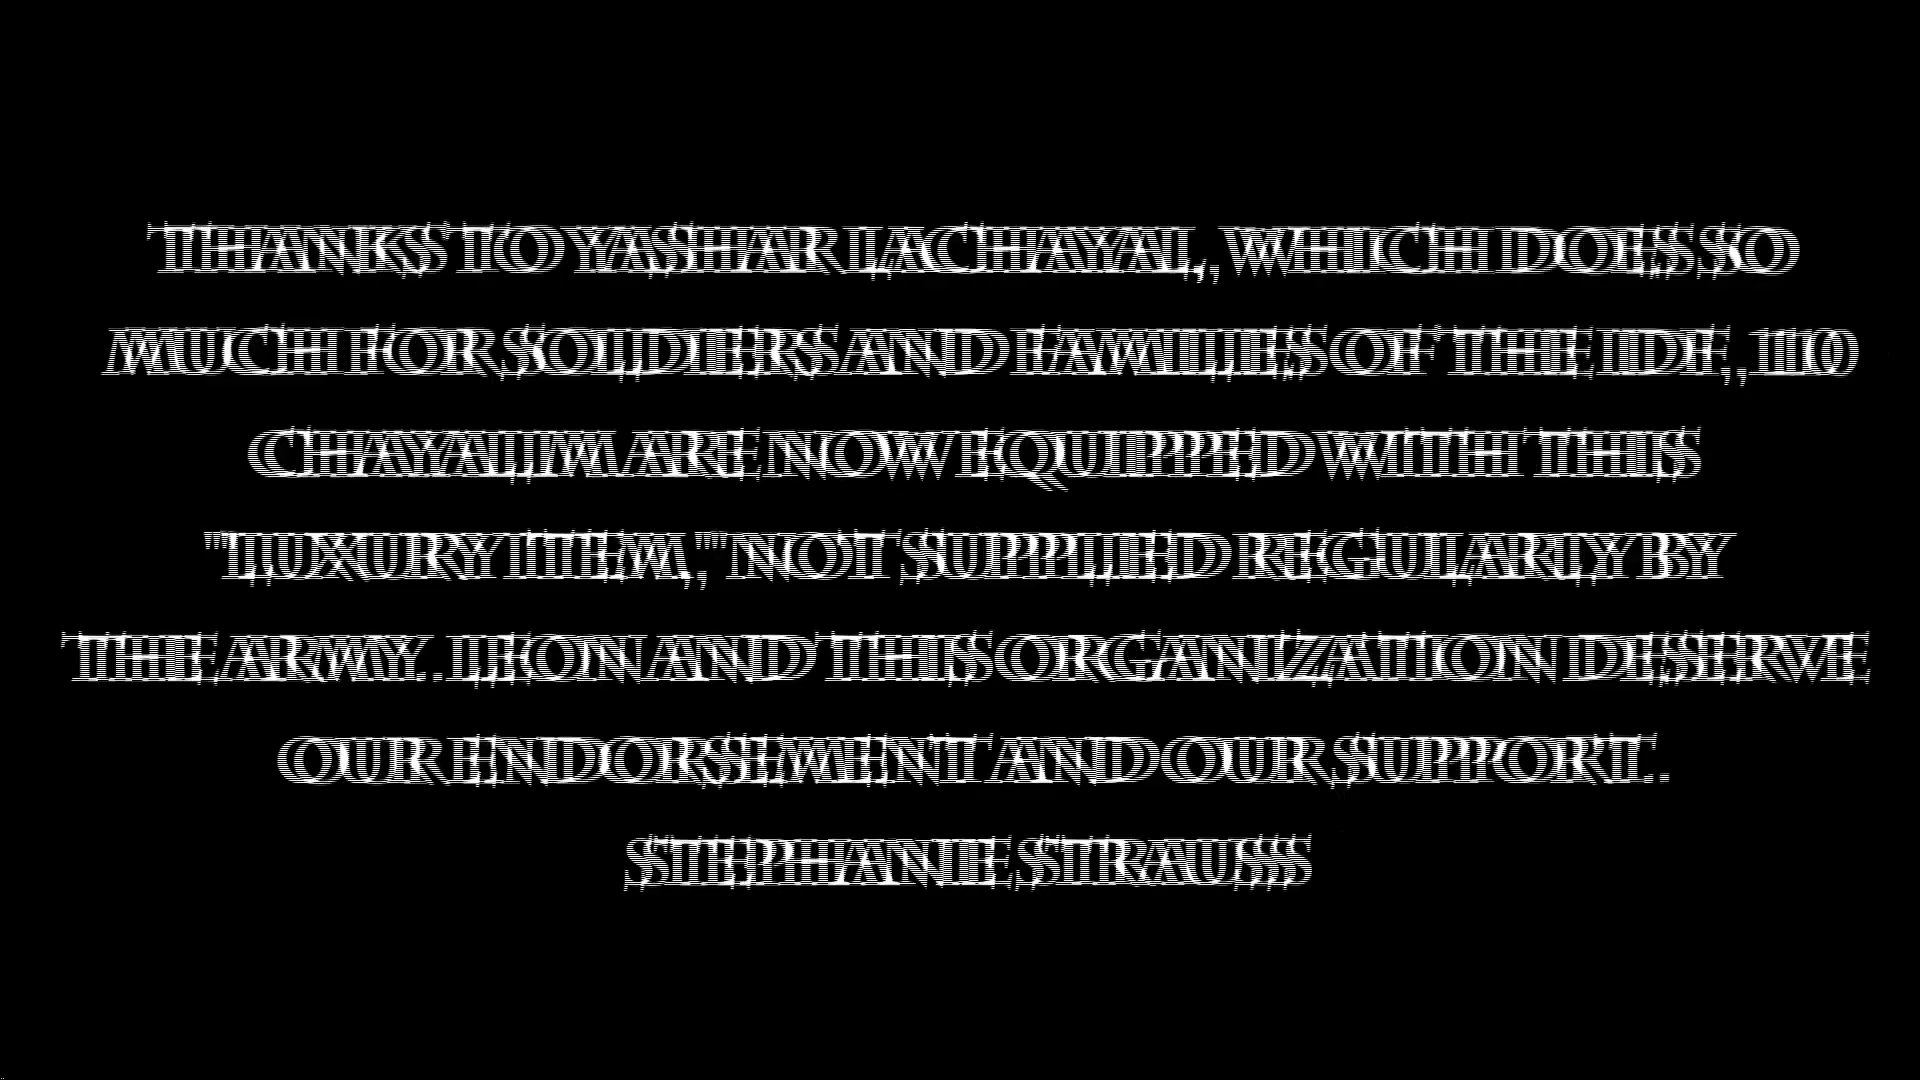 THANKS TO YASHAR LACHAYAL, WHICH DOES SO
MUCH FOR SOLDIERS AND FAMILIES OF THE IDF, 110
CHAYALIM ARE NOW EQUIPPED WITH THIS
"LUXURY ITEM," NOT SUPPLIED REGULARLY BY
THE ARMY. LEON AND THIS ORGANIZATION DESERVE
OUR ENDORSEMENT AND OUR SUPPORT.
STEPHANIE STRAUSS